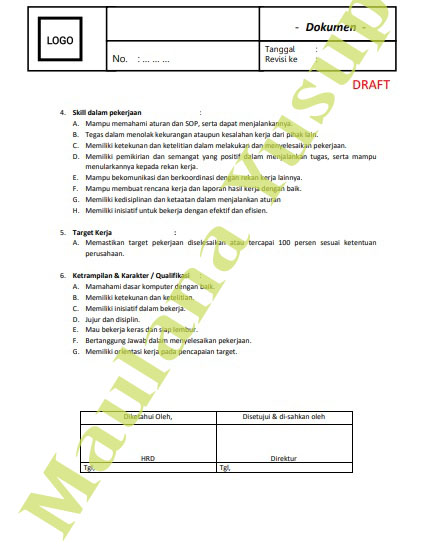 LOGO
- Dokumen -
No. : ... ... ...
Tanggal :
Revisi ke :
DRAFT
4. Skill dalam pekerjaan :
A. Mampu memahami aturan dan SOP, serta dapat menjalankannya.
B. Tegas dalam menolak kekurangan ataupun kesalahan kerja dari pihak lain.
C. Memiliki ketekunan dan ketelitian dalam melakukan dan menyelesaikan pekerjaan.
D. Memiliki pemikirian dan semangat yang positif dalam menjalankan tugas, serta mampu
menularkannya kepada rekan kerja.
E. Mampu bekomunikasi dan berkoordinasi dengan rekan kerja lainnya.
F. Mampu membuat rencana kerja dan laporan hasil kerja dengan baik.
G. Memiliki kedisiplinan dan ketaatan dalam menjalankan aturan
H. Memiliki inisiatif untuk bekerja dengan efektif dan efisien.
5. Target Kerja :
A. Memastikan target pekerjaan diselesaikan atau tercapai 100 persen sesuai ketentuan
perusahaan.
6. Ketrampilan & Karakter / Qualifikasi :
A. Mamahami dasar komputer dengan baik.
B. Memiliki ketekunan dan ketelitian.
C. Memiliki inisiatif dalam bekerja.
D. Jujur dan disiplin.
E. Mau bekerja keras dan siap lembur.
F. Bertanggung Jawab dalam menyelesaikan pekerjaan.
G. Memiliki orientasi kerja pada pencapaian target.
Diketahui Oleh, Disetujui & di-sahkan oleh
HRD Direktur
Tgl, Tgl,
Maulana Yusup